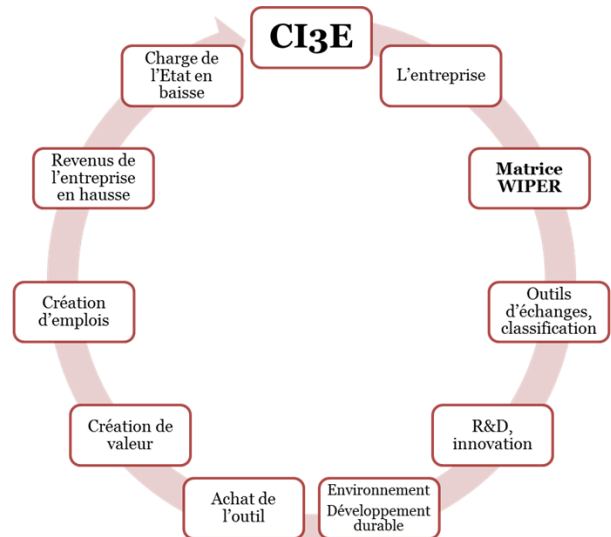 CI3E
L'entreprise
Matrice
WIPER
Outils
d'échanges,
classification
R&D,
innovation
Environnement
Développement
durable
Achat de
l'outil
Création de
valeur
Création
d'emplois
Revenus de
l'entreprise
en hausse
Charge de
l'Etat en
baisse